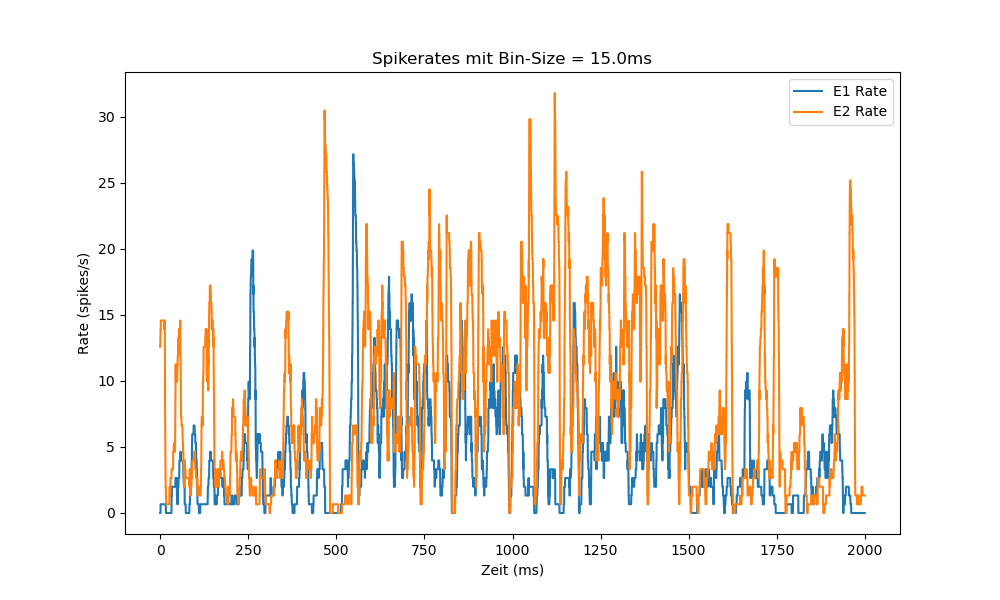 Spikerates mit Bin-Size = 15.0ms
E1 Rate
E2 Rate
Rate (spikes/s)
30
25
20
15
10
5
0
0 250 500 750 1000 1250 1500 1750 2000
Zeit (ms)